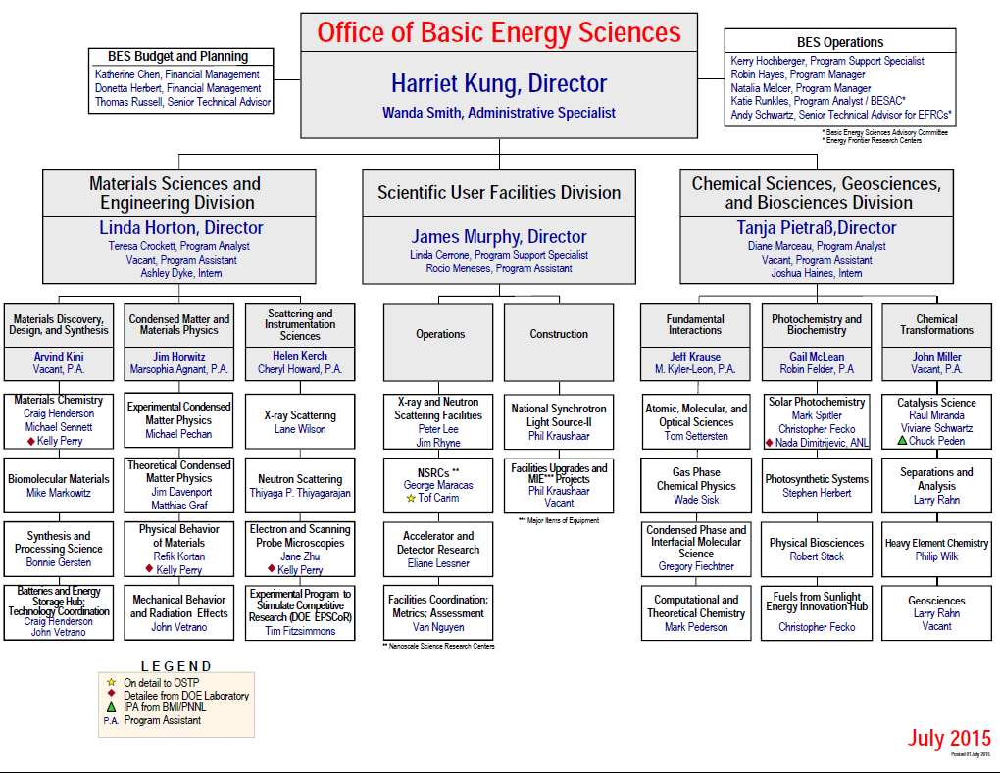 Office of Basic Energy Sciences
Harriet Kung, Director
Wanda Smith, Administrative Specialist
BES Budget and Planning
Katherine Chen, Financial Management
Donetta Herbert, Financial Management
Thomas Russell, Senior Technical Advisor
BES Operations
Kerry Hochberger, Program Support Specialist
Robin Hayes, Program Manager
Natalia Melcer, Program Manager
Katie Runkles, Program Analyst / BESAC*
Andy Schwartz, Senior Technical Advisor for EFRCs*
* Basic Energy Sciences Advisory Committee
* Energy Frontier Research Centers
Materials Sciences and
Engineering Division
Linda Horton, Director
Teresa Crockett, Program Analyst
Vacant, Program Assistant
Ashley Dyke, Intern
Scientific User Facilities Division
James Murphy, Director
Linda Cerrone, Program Support Specialist
Rocio Meneses, Program Assistant
Chemical Sciences, Geosciences,
and Biosciences Division
Tanja Pietraß,Director
Diane Marceau, Program Analyst
Vacant, Program Assistant
Joshua Haines, Intern
Materials Discovery,
Design, and Synthesis
Arvind Kini
Vacant, P.A.
Materials Chemistry
Craig Henderson
Michael Sennett
Kelly Perry
Biomolecular Materials
Mike Markowitz
Synthesis and
Processing Science
Bonnie Gersten
Batteries and Energy
Storage Hub;
Technology Coordination
Craig Henderson
John Vetrano
Condensed Matter and
Materials Physics
Jim Horwitz
Marsophia Agnant, P.A.
Experimental Condensed
Matter Physics
Michael Pechan
Theoretical Condensed
Matter Physics
Jim Davenport
Matthias Graf
Physical Behavior
of Materials
Refik Kortan
Kelly Perry
Mechanical Behavior
and Radiation Effects
John Vetrano
Scattering and
Instrumentation
Sciences
Helen Kerch
Cheryl Howard, P.A.
X-ray Scattering
Lane Wilson
Neutron Scattering
Thiyaga P. Thiyagarajan
Electron and Scanning
Probe Microscopies
Jane Zhu
Kelly Perry
Experimental Program to
Stimulate Competitive
Research (DOE EPSCoR)
Tim Fitzsimmons
Operations
X-ray and Neutron
Scattering Facilities
Peter Lee
Jim Rhyne
NSRCs **
George Maracas
Tof Carim
Accelerator and
Detector Research
Eliane Lessner
Facilities Coordination;
Metrics; Assessment
Van Nguyen
** Nanoscale Science Research Centers
Construction
National Synchrotron
Light Source-II
Phil Kraushaar
Facilities Upgrades and
MIE*** Projects
Phil Kraushaar
Vacant
*** Major Items of Equipment
Fundamental
Interactions
Jeff Krause
M. Kyler-Leon, P.A.
Atomic, Molecular, and
Optical Sciences
Tom Settersten
Gas Phase
Chemical Physics
Wade Sisk
Condensed Phase and
Interfacial Molecular
Science
Gregory Fiechtner
Computational and
Theoretical Chemistry
Mark Pederson
Photochemistry and
Biochemistry
Gail McLean
Robin Felder, P.A
Solar Photochemistry
Mark Spitler
Christopher Fecko
Nada Dimitrijevic, ANL
Photosynthetic Systems
Stephen Herbert
Physical Biosciences
Robert Stack
Fuels from Sunlight
Energy Innovation Hub
Christopher Fecko
Chemical
Transformations
John Miller
Vacant, P.A.
Catalysis Science
Raul Miranda
Viviane Schwartz
Chuck Peden
Separations and
Analysis
Larry Rahn
Heavy Element Chemistry
Philip Wilk
Geosciences
Larry Rahn
Vacant
LEGEND
On detail to OSTP
Detailee from DOE Laboratory
IPA from BMI/PNNL
P.A. Program Assistant
July 2015
Posted 01 July 2015